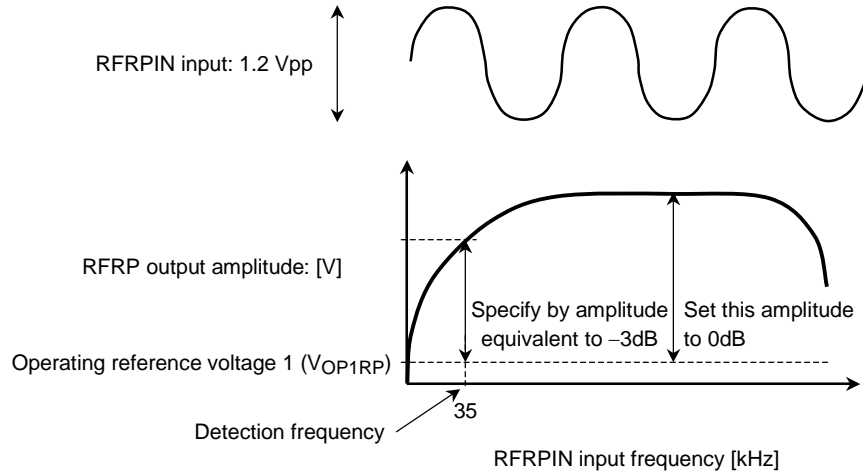 RFRPIN input: 1.2 Vpp
RFRP output amplitude: [V]
Specify by amplitude
equivalent to −3dB
Set this amplitude
to 0dB
Operating reference voltage 1 (VOP1RP)
35
Detection frequency
RFRPIN input frequency [kHz]